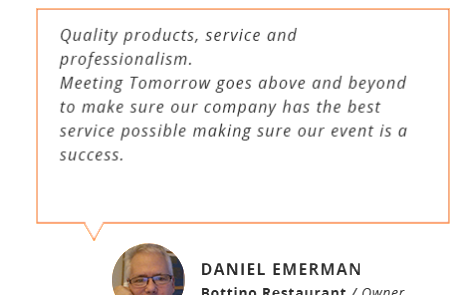 Quality products, service and
professionalism.
Meeting Tomorrow goes above and beyond
to make sure our company has the best
service possible making sure our event is a
success.
DANIEL EMERMAN
Bottino Restaurant / Owner